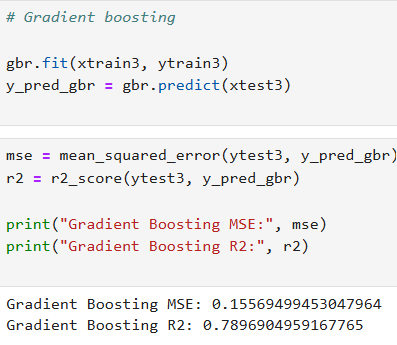 # Gradient boosting
gbr.fit(xtrain3, ytrain3)
y_pred_gbr = gbr.predict(xtest3)
mse = mean_squared_error(ytest3, y_pred_gbr)
r2 = r2_score(ytest3, y_pred_gbr)
print("Gradient Boosting MSE:", mse)
print("Gradient Boosting R2:", r2)
Gradient Boosting MSE: 0.15569499453047964
Gradient Boosting R2: 0.7896904959167765